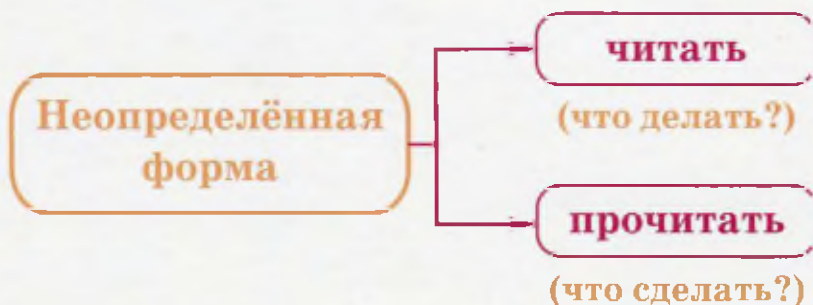 Неопределённая
форма
читать
(что делать?)
прочитать
(что сделать?)